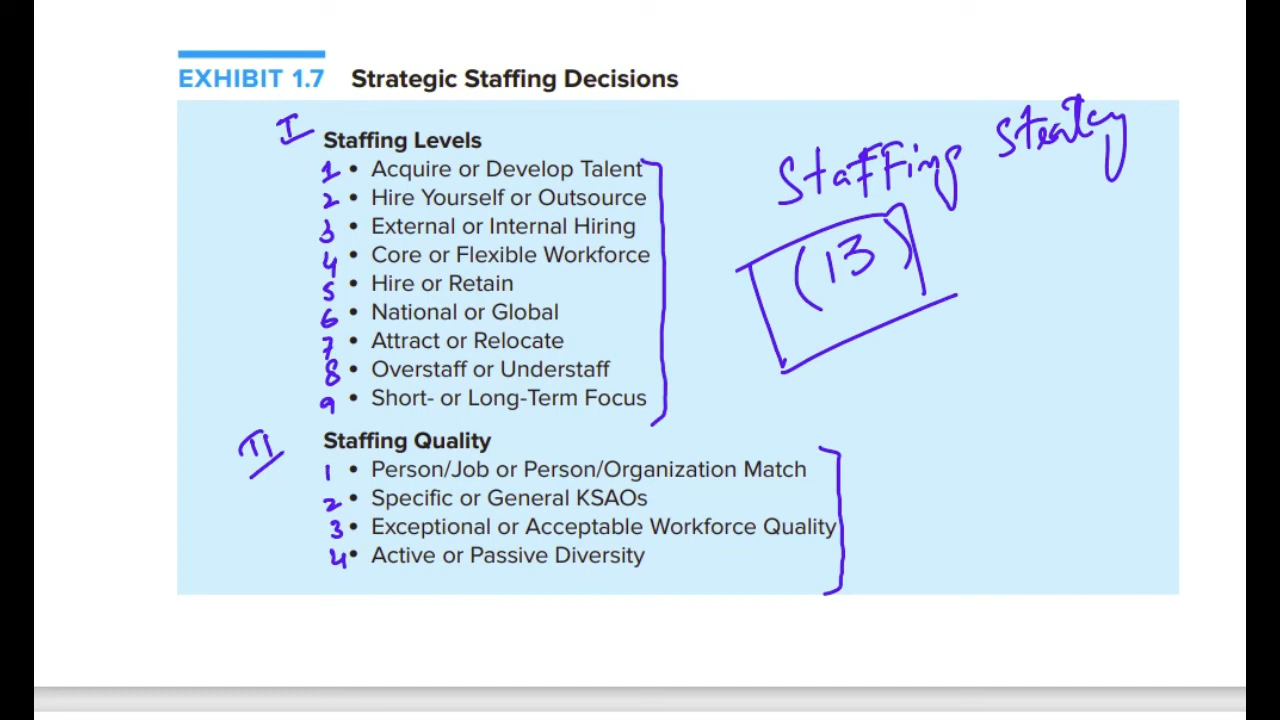 EXHIBIT 1.7 Strategic Staffing Decisions
I Staffing Levels
1 • Acquire or Develop Talent
2 • Hire Yourself or Outsource
3 • External or Internal Hiring
4 • Core or Flexible Workforce
5 • Hire or Retain
6 • National or Global
7 • Attract or Relocate
8 • Overstaff or Understaff
9 • Short- or Long-Term Focus
Staffing
(13)
II Staffing Quality
1 • Person/Job or Person/Organization Match
2 • Specific or General KSAOs
3 • Exceptional or Acceptable Workforce Quality
4 • Active or Passive Diversity